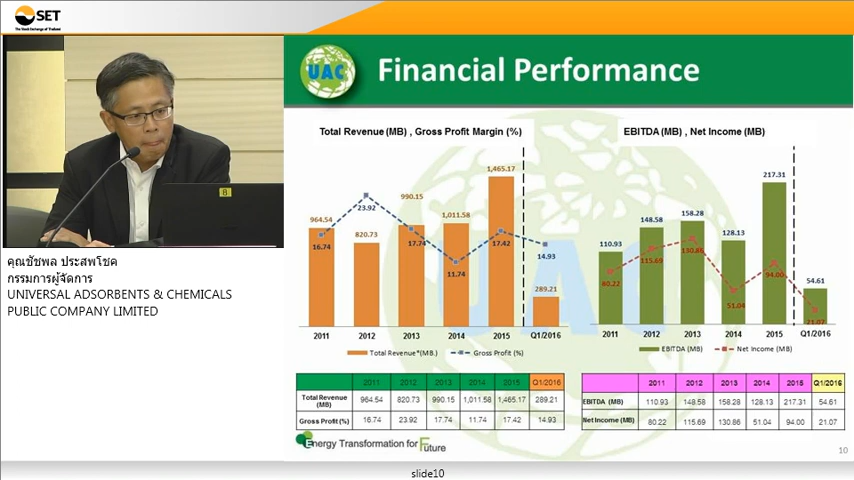 SET
The Stock Exchange of Thailand
UAC
Financial Performance
8
คุณชัชพล ประสพโชค
กรรมการผู้จัดการ
UNIVERSAL ADSORBENTS & CHEMICALS
PUBLIC COMPANY LIMITED
Total Revenue (MB) , Gross Profit Margin (%)
964.54 820.73 990.15 1,011.58 1,465.17 289.21
16.74 23.92 17.74 11.74 17.42 14.93
2011 2012 2013 2014 2015 Q1/2016
Total Revenue*(MB.) Gross Profit (%)
EBITDA (MB) , Net Income (MB)
110.93 148.58 158.28 128.13 217.31 54.61
80.22 115.69 130.86 51.04 94.00 21.07
2011 2012 2013 2014 2015 Q1/2016
EBITDA (MB) Net Income (MB)
2011 2012 2013 2014 2015 Q1/2016
Total Revenue (MB) 964.54 820.73 990.15 1,011.58 1,465.17 289.21
Gross Profit (%) 16.74 23.92 17.74 11.74 17.42 14.93
2011 2012 2013 2014 2015 Q1/2016
EBITDA (MB) 110.93 148.58 158.28 128.13 217.31 54.61
Net Income (MB) 80.22 115.69 130.86 51.04 94.00 21.07
Energy Transformation for Future
10
slide10